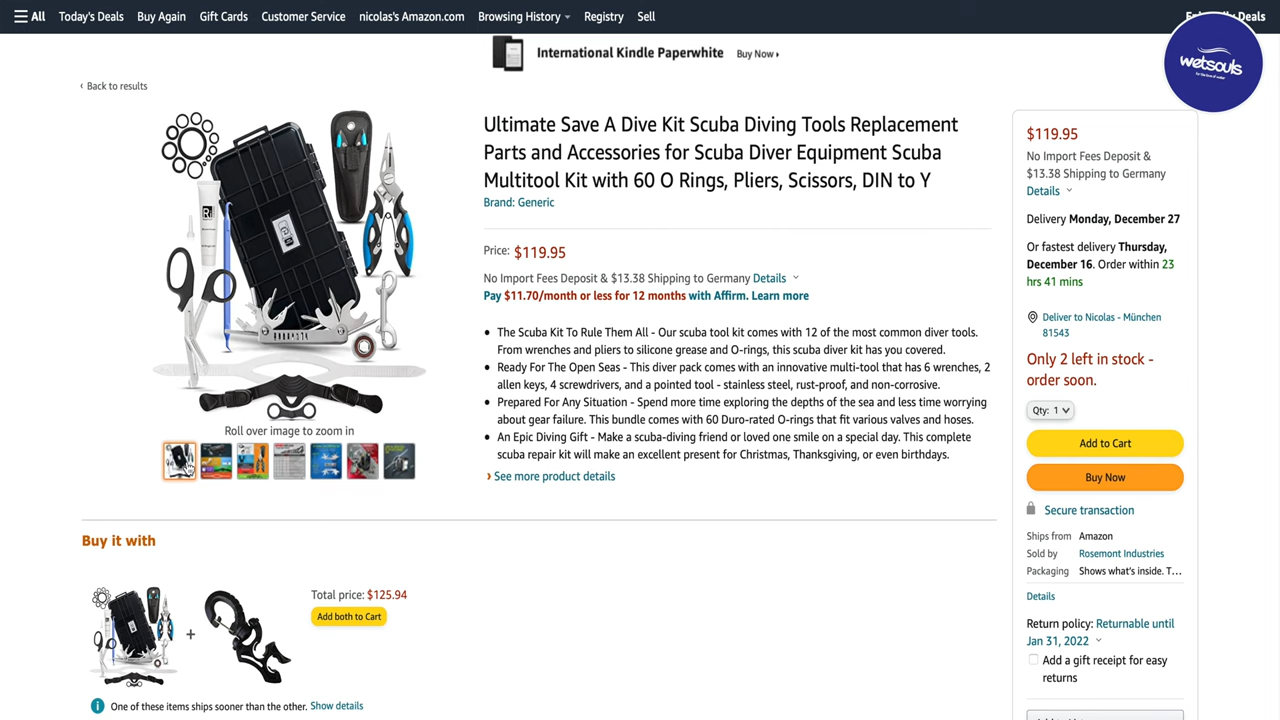 All
Today's Deals
Buy Again
Gift Cards
Customer Service
nicolas's Amazon.com
Browsing History
Registry
Sell
Deals
wetsouls
for the love of water
International Kindle Paperwhite
Buy Now
‹ Back to results
Ultimate Save A Dive Kit Scuba Diving Tools Replacement
Parts and Accessories for Scuba Diver Equipment Scuba
Multitool Kit with 60 O Rings, Pliers, Scissors, DIN to Y
Brand: Generic
Price: $119.95
No Import Fees Deposit & $13.38 Shipping to Germany Details
Pay $11.70/month or less for 12 months with Affirm. Learn more
• The Scuba Kit To Rule Them All - Our scuba tool kit comes with 12 of the most common diver tools.
From wrenches and pliers to silicone grease and O-rings, this scuba diver kit has you covered.
• Ready For The Open Seas - This diver pack comes with an innovative multi-tool that has 6 wrenches, 2
allen keys, 4 screwdrivers, and a pointed tool - stainless steel, rust-proof, and non-corrosive.
• Prepared For Any Situation - Spend more time exploring the depths of the sea and less time worrying
about gear failure. This bundle comes with 60 Duro-rated O-rings that fit various valves and hoses.
• An Epic Diving Gift - Make a scuba-diving friend or loved one smile on a special day. This complete
scuba repair kit will make an excellent present for Christmas, Thanksgiving, or even birthdays.
› See more product details
Roll over image to zoom in
Buy it with
+
Total price: $125.94
Add both to Cart
One of these items ships sooner than the other. Show details
$119.95
No Import Fees Deposit &
$13.38 Shipping to Germany
Details
Delivery Monday, December 27
Or fastest delivery Thursday,
December 16. Order within 23
hrs 41 mins
Deliver to Nicolas - München
81543
Only 2 left in stock -
order soon.
Qty: 1
Add to Cart
Buy Now
Secure transaction
Ships from Amazon
Sold by Rosemont Industries
Packaging Shows what's inside. T…
Details
Return policy: Returnable until
Jan 31, 2022
Add a gift receipt for easy
returns